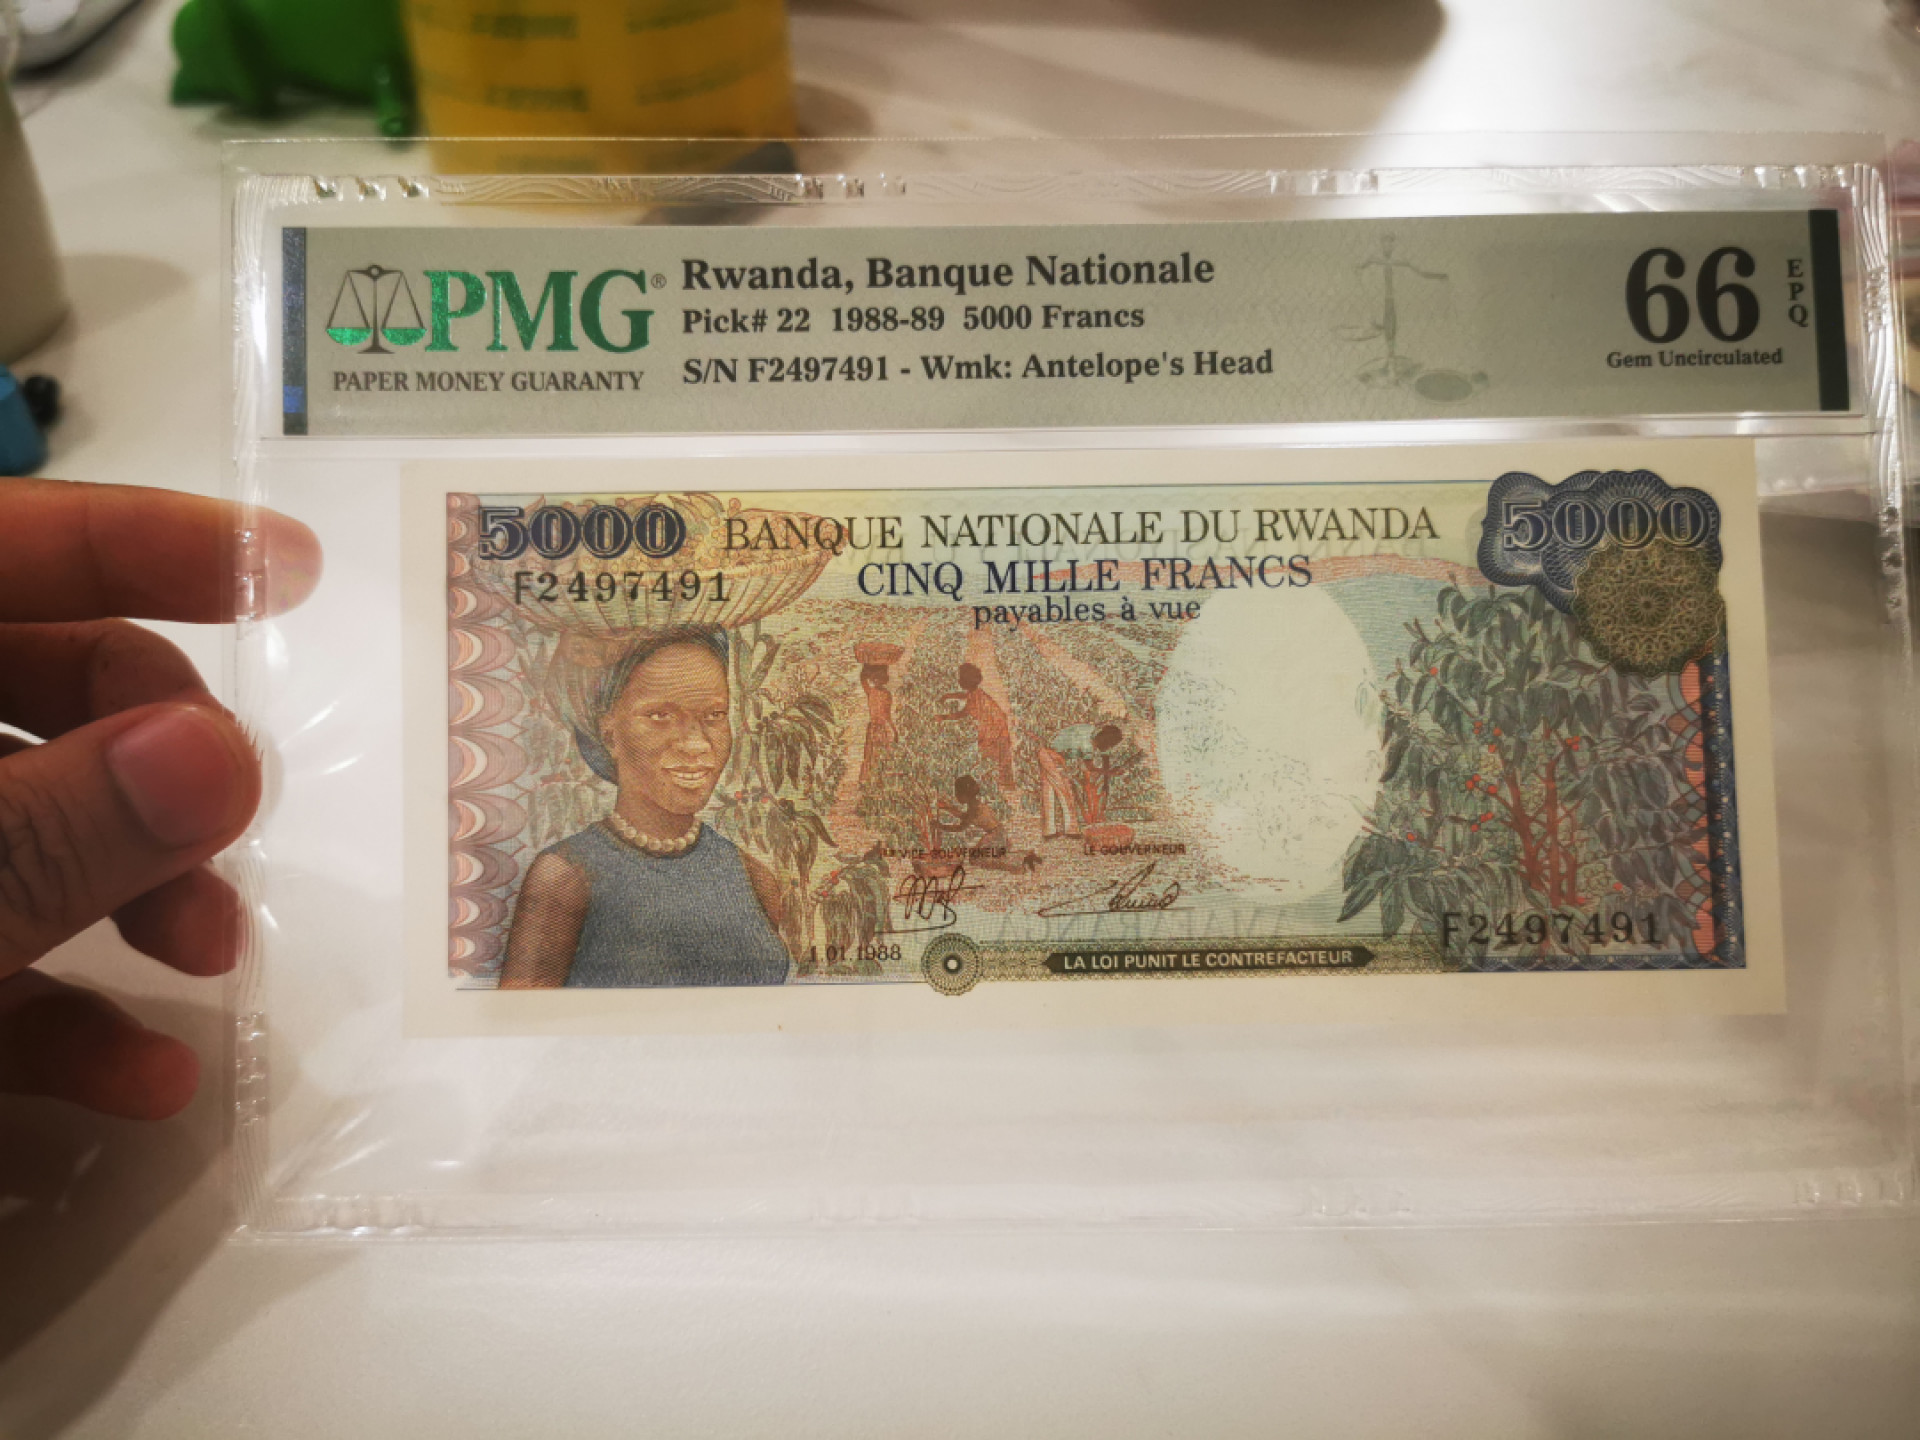 PMG®
PAPER MONEY GUARANTY
Rwanda, Banque Nationale
Pick# 22 1988-89 5000 Francs
S/N F2497491 - Wmk: Antelope's Head
66
EPQ
Gem Uncirculated
5000 BANQUE NATIONALE DU RWANDA 5000
F2497491 CINQ MILLE FRANCS
payables à vue
VICE-GOUVERNEUR LE GOUVERNEUR
1.01.1988
LA LOI PUNIT LE CONTREFACTEUR
F2497491